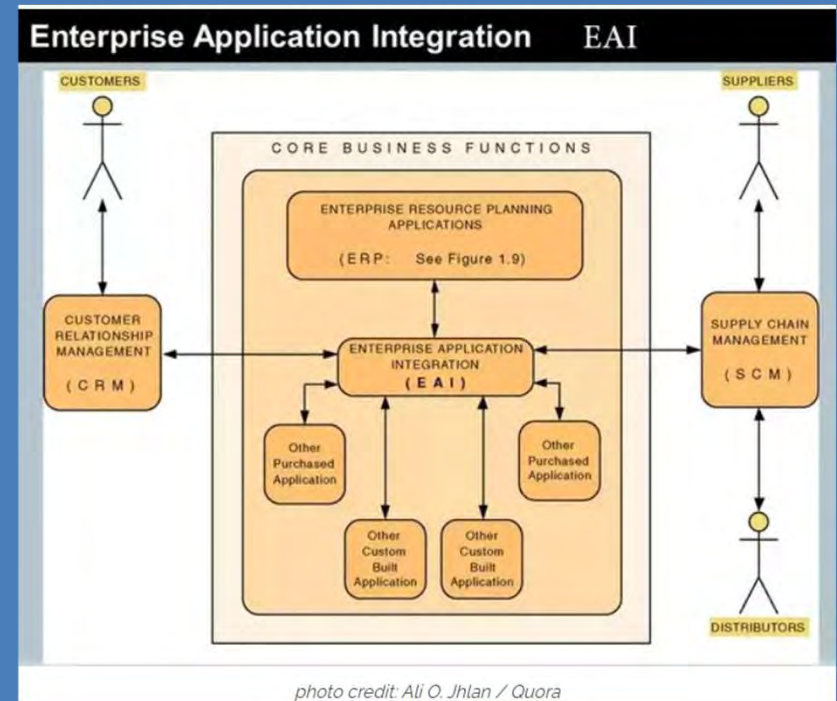 Enterprise Application Integration EAI
CUSTOMERS
SUPPLIERS
CORE BUSINESS FUNCTIONS
ENTERPRISE RESOURCE PLANNING
APPLICATIONS
(ERP: See Figure 1.9)
CUSTOMER
RELATIONSHIP
MANAGEMENT
(CRM)
ENTERPRISE APPLICATION
INTEGRATION
(EAI)
SUPPLY CHAIN
MANAGEMENT
(SCM)
Other
Purchased
Application
Other
Custom
Built
Application
Other
Custom
Built
Application
Other
Purchased
Application
DISTRIBUTORS
photo credit: Ali O. Jhlan / Quora